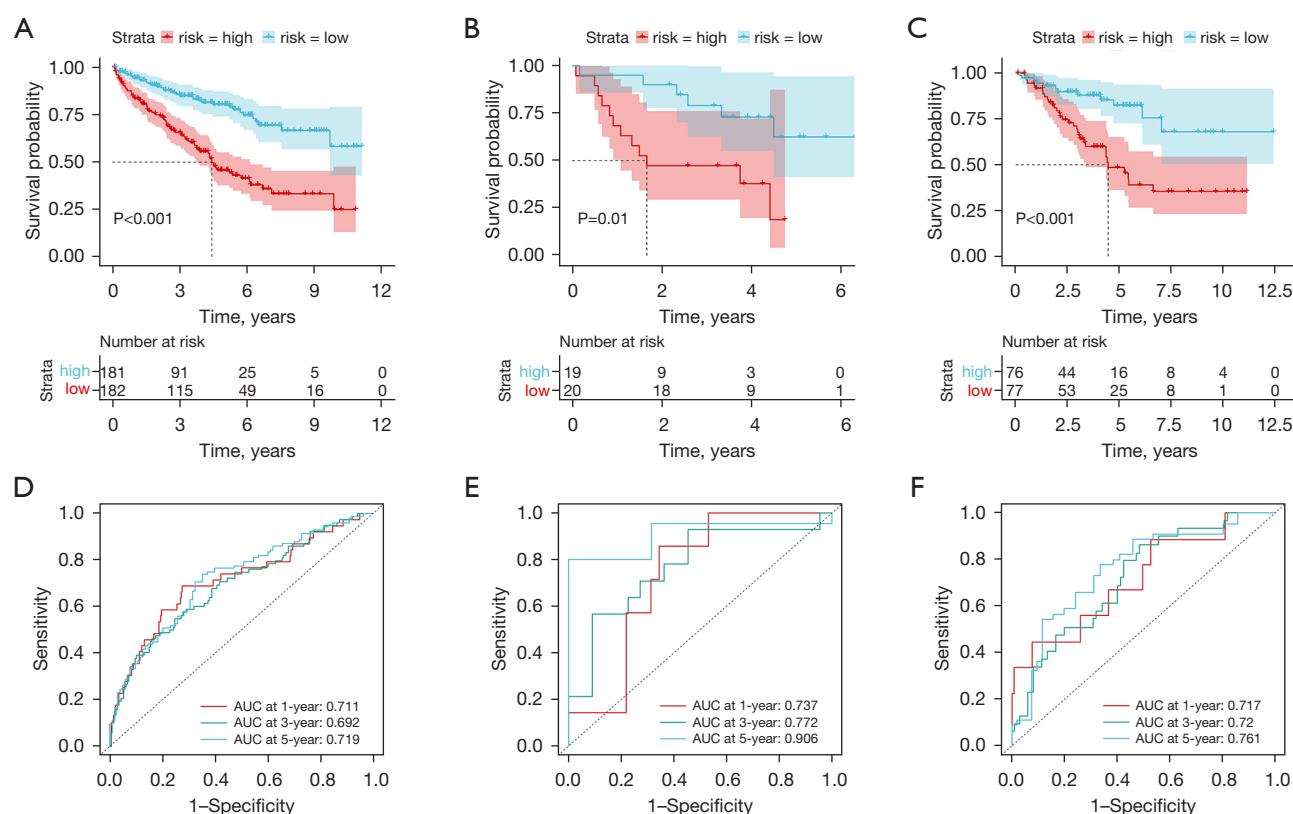 A
Strata risk = high risk = low
Survival probability
1.00
0.75
0.50
0.25
0.00
P<0.001
0 3 6 9 12
Time, years
Number at risk
Strata
high 181 91 25 5 0
low 182 115 49 16 0
0 3 6 9 12
Time, years
B
Strata risk = high risk = low
Survival probability
1.00
0.75
0.50
0.25
0.00
P=0.01
0 2 4 6
Time, years
Number at risk
Strata
high 19 9 3 0
low 20 18 9 1
0 2 4 6
Time, years
C
Strata risk = high risk = low
Survival probability
1.00
0.75
0.50
0.25
0.00
P<0.001
0 2.5 5 7.5 10 12.5
Time, years
Number at risk
Strata
high 76 44 16 8 4 0
low 77 53 25 8 1 0
0 2.5 5 7.5 10 12.5
Time, years
D
Sensitivity
1.0
0.8
0.6
0.4
0.2
0.0
AUC at 1-year: 0.711
AUC at 3-year: 0.692
AUC at 5-year: 0.719
0.0 0.2 0.4 0.6 0.8 1.0
1–Specificity
E
Sensitivity
1.0
0.8
0.6
0.4
0.2
0.0
AUC at 1-year: 0.737
AUC at 3-year: 0.772
AUC at 5-year: 0.906
0.0 0.2 0.4 0.6 0.8 1.0
1–Specificity
F
Sensitivity
1.0
0.8
0.6
0.4
0.2
0.0
AUC at 1-year: 0.717
AUC at 3-year: 0.72
AUC at 5-year: 0.761
0.0 0.2 0.4 0.6 0.8 1.0
1–Specificity